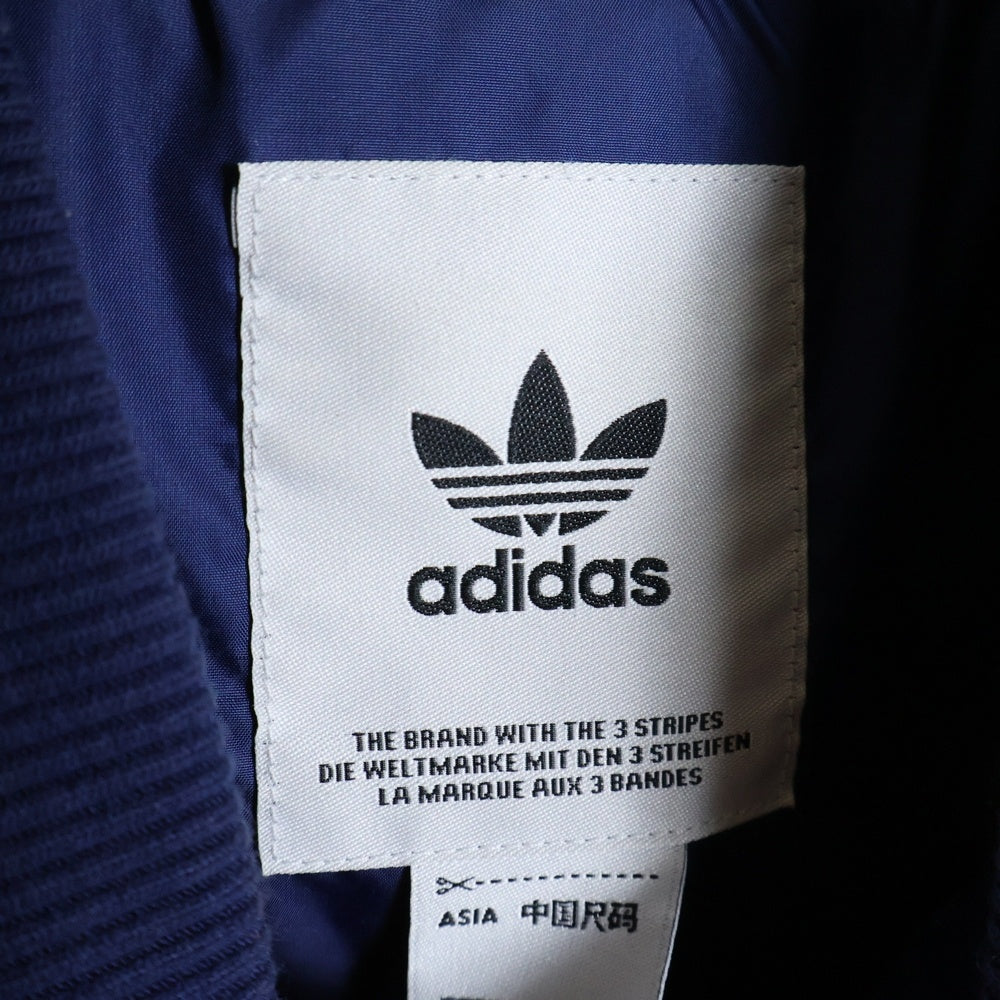 adidas
THE BRAND WITH THE 3 STRIPES
DIE WELTMARKE MIT DEN 3 STREIFEN
LA MARQUE AUX 3 BANDES
ASIA 中国尺码